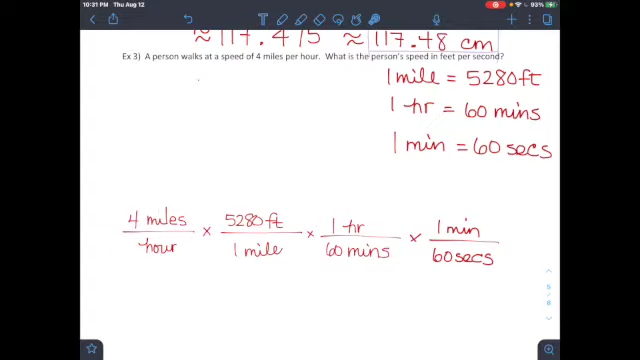 10:31 PM Thu Aug 12
93%
≈ 117.475 ≈ 117.48 cm
Ex 3) A person walks at a speed of 4 miles per hour. What is the person's speed in feet per second?
1 mile = 5280 ft
1 hr = 60 mins
1 min = 60 secs
4 miles / hour × 5280 ft / 1 mile × 1 hr / 60 mins × 1 min / 60 secs
5
8